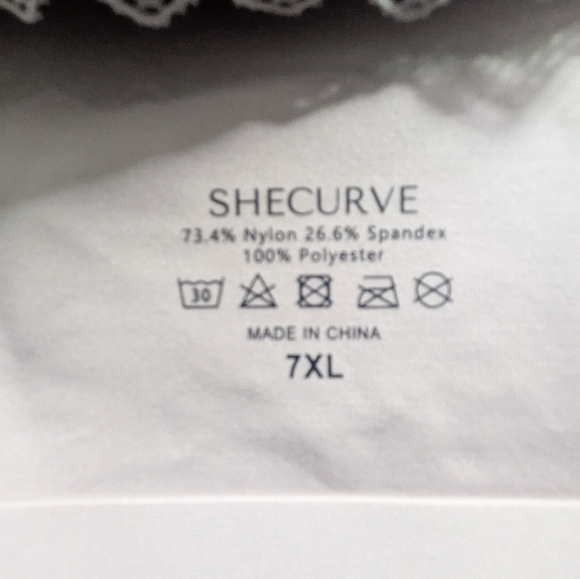 SHECURVE
73.4% Nylon 26.6% Spandex
100% Polyester
30
MADE IN CHINA
7XL